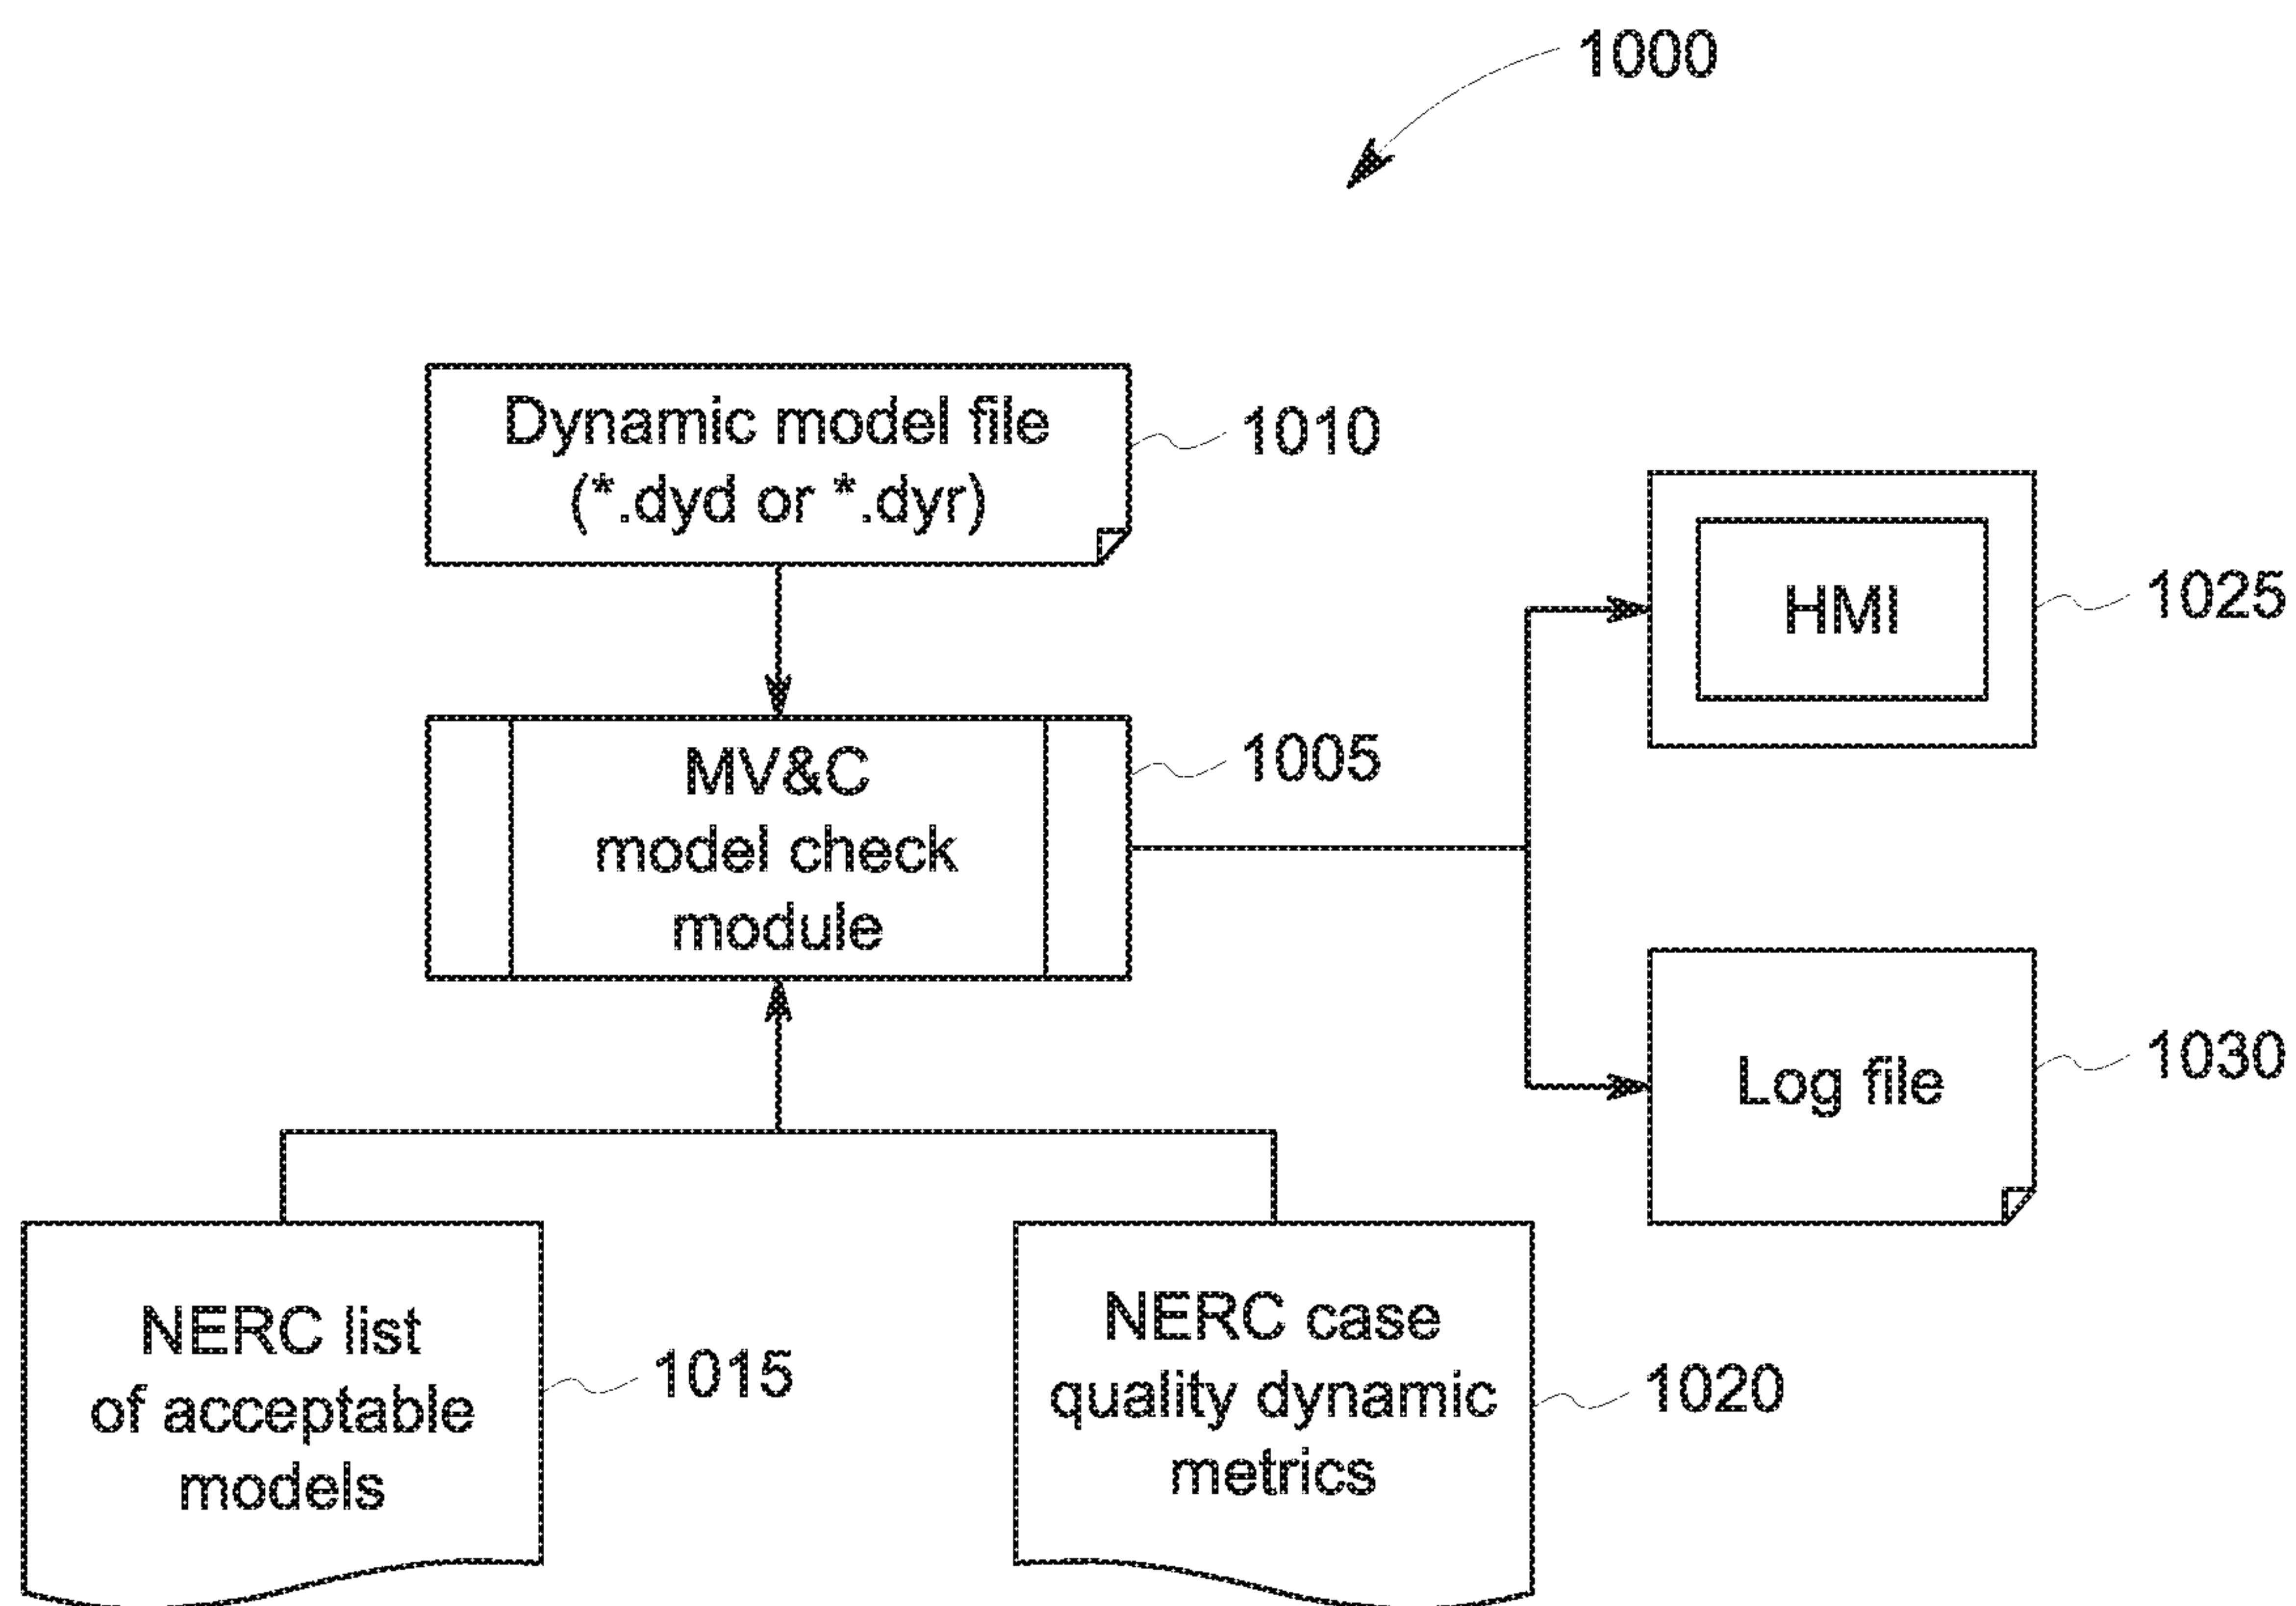 1000
Dynamic model file
(*.dyd or *.dyr)
1010
HMI
1025
MV&C
model check
module
1005
Log file
1030
NERC list
of acceptable
models
1015
NERC case
quality dynamic
metrics
1020